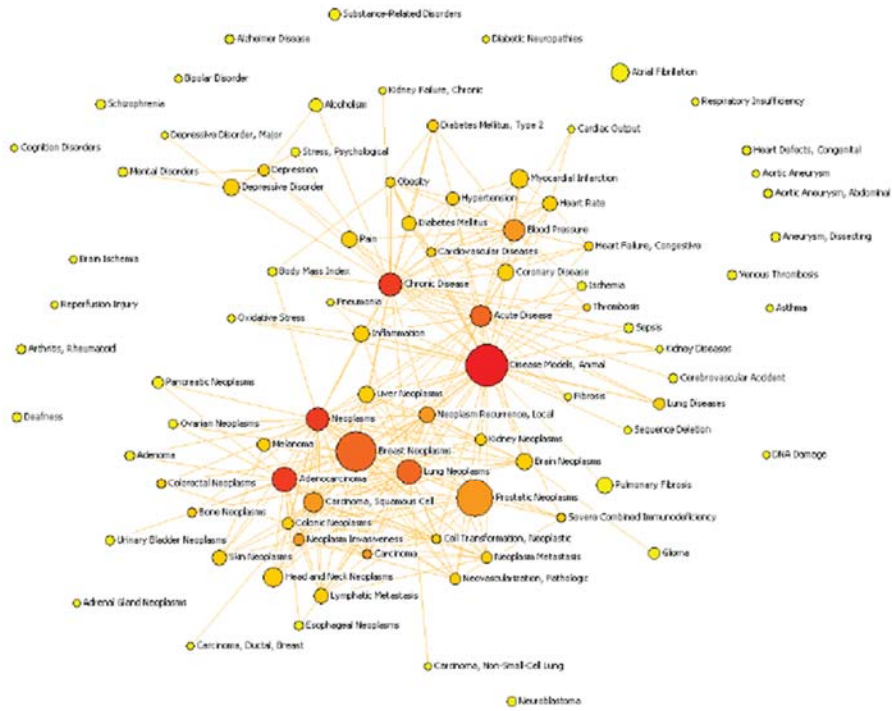 Substance-Related Disorders
Alzheimer Disease
Diabetic Neuropathies
Atrial Fibrillation
Bipolar Disorder
Kidney Failure, Chronic
Schizophrenia
Alcoholism
Respiratory Insufficiency
Diabetes Mellitus, Type 2
Cardiac Output
Depressive Disorder, Major
Cognition Disorders
Stress, Psychological
Heart Defects, Congenital
Mental Disorders
Depression
Aortic Aneurysm
Obesity
Myocardial Infarction
Depressive Disorder
Aortic Aneurysm, Abdominal
Hypertension
Heart Rate
Diabetes Mellitus
Blood Pressure
Pain
Aneurysm, Dissecting
Heart Failure, Congestive
Cardiovascular Diseases
Brain Ischemia
Body Mass Index
Coronary Disease
Venous Thrombosis
Chronic Disease
Ischemia
Reperfusion Injury
Pneumonia
Thrombosis
Asthma
Oxidative Stress
Acute Disease
Inflammation
Sepsis
Arthritis, Rheumatoid
Kidney Diseases
Disease Models, Animal
Cerebrovascular Accident
Pancreatic Neoplasms
Liver Neoplasms
Fibrosis
Lung Diseases
Deafness
Ovarian Neoplasms
Neoplasms
Neoplasm Recurrence, Local
Sequence Deletion
Melanoma
Kidney Neoplasms
Adenoma
Breast Neoplasms
DNA Damage
Brain Neoplasms
Lung Neoplasms
Colorectal Neoplasms
Adenocarcinoma
Pulmonary Fibrosis
Prostatic Neoplasms
Carcinoma, Squamous Cell
Bone Neoplasms
Severe Combined Immunodeficiency
Colonic Neoplasms
Urinary Bladder Neoplasms
Neoplasm Invasiveness
Cell Transformation, Neoplastic
Skin Neoplasms
Carcinoma
Neoplasm Metastasis
Glioma
Head and Neck Neoplasms
Neovascularization, Pathologic
Lymphatic Metastasis
Adrenal Gland Neoplasms
Esophageal Neoplasms
Carcinoma, Ductal, Breast
Carcinoma, Non-Small-Cell Lung
Neuroblastoma